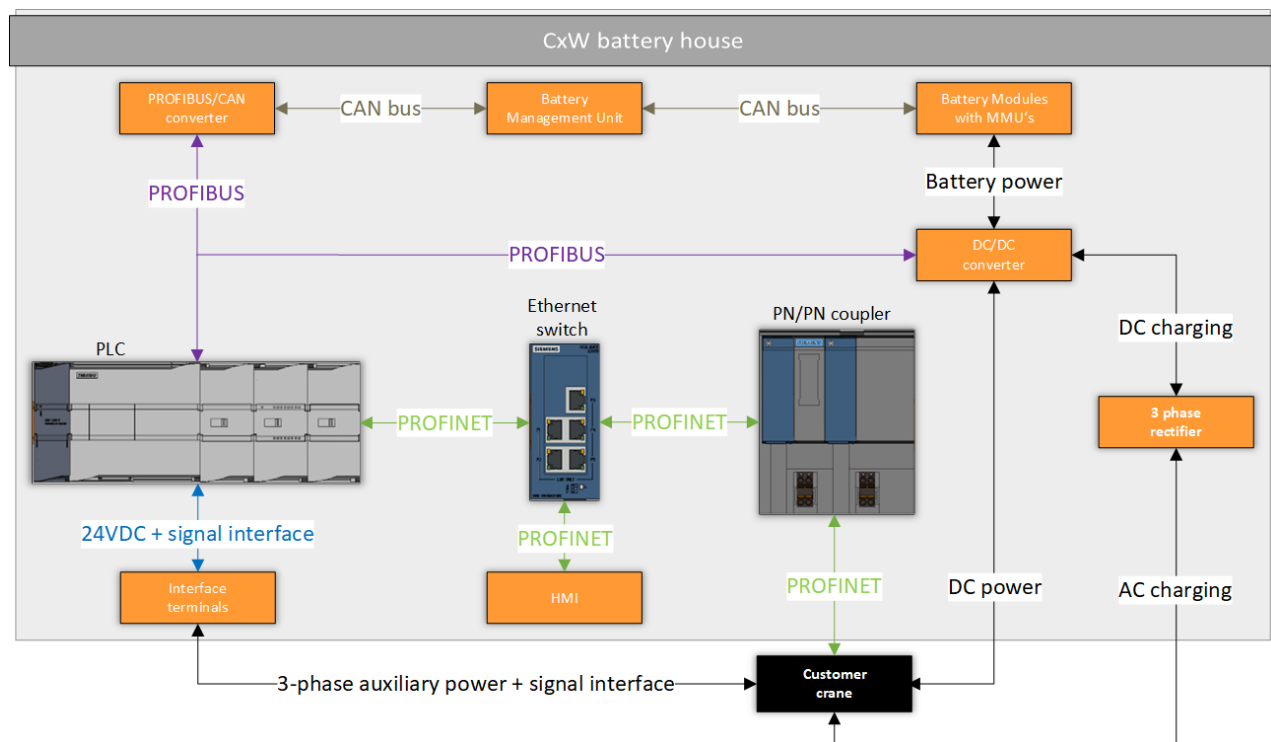 CxW battery house
PROFIBUS/CAN
converter
CAN bus
Battery
Management Unit
CAN bus
Battery Modules
with MMU's
PROFIBUS
Battery power
PROFIBUS
DC/DC
converter
Ethernet
switch
PN/PN coupler
DC charging
PLC
SIEMENS
PROFINET
PROFINET
3 phase
rectifier
24VDC + signal interface
PROFINET
PROFINET
DC power
AC charging
Interface
terminals
HMI
3-phase auxiliary power + signal interface
Customer
crane